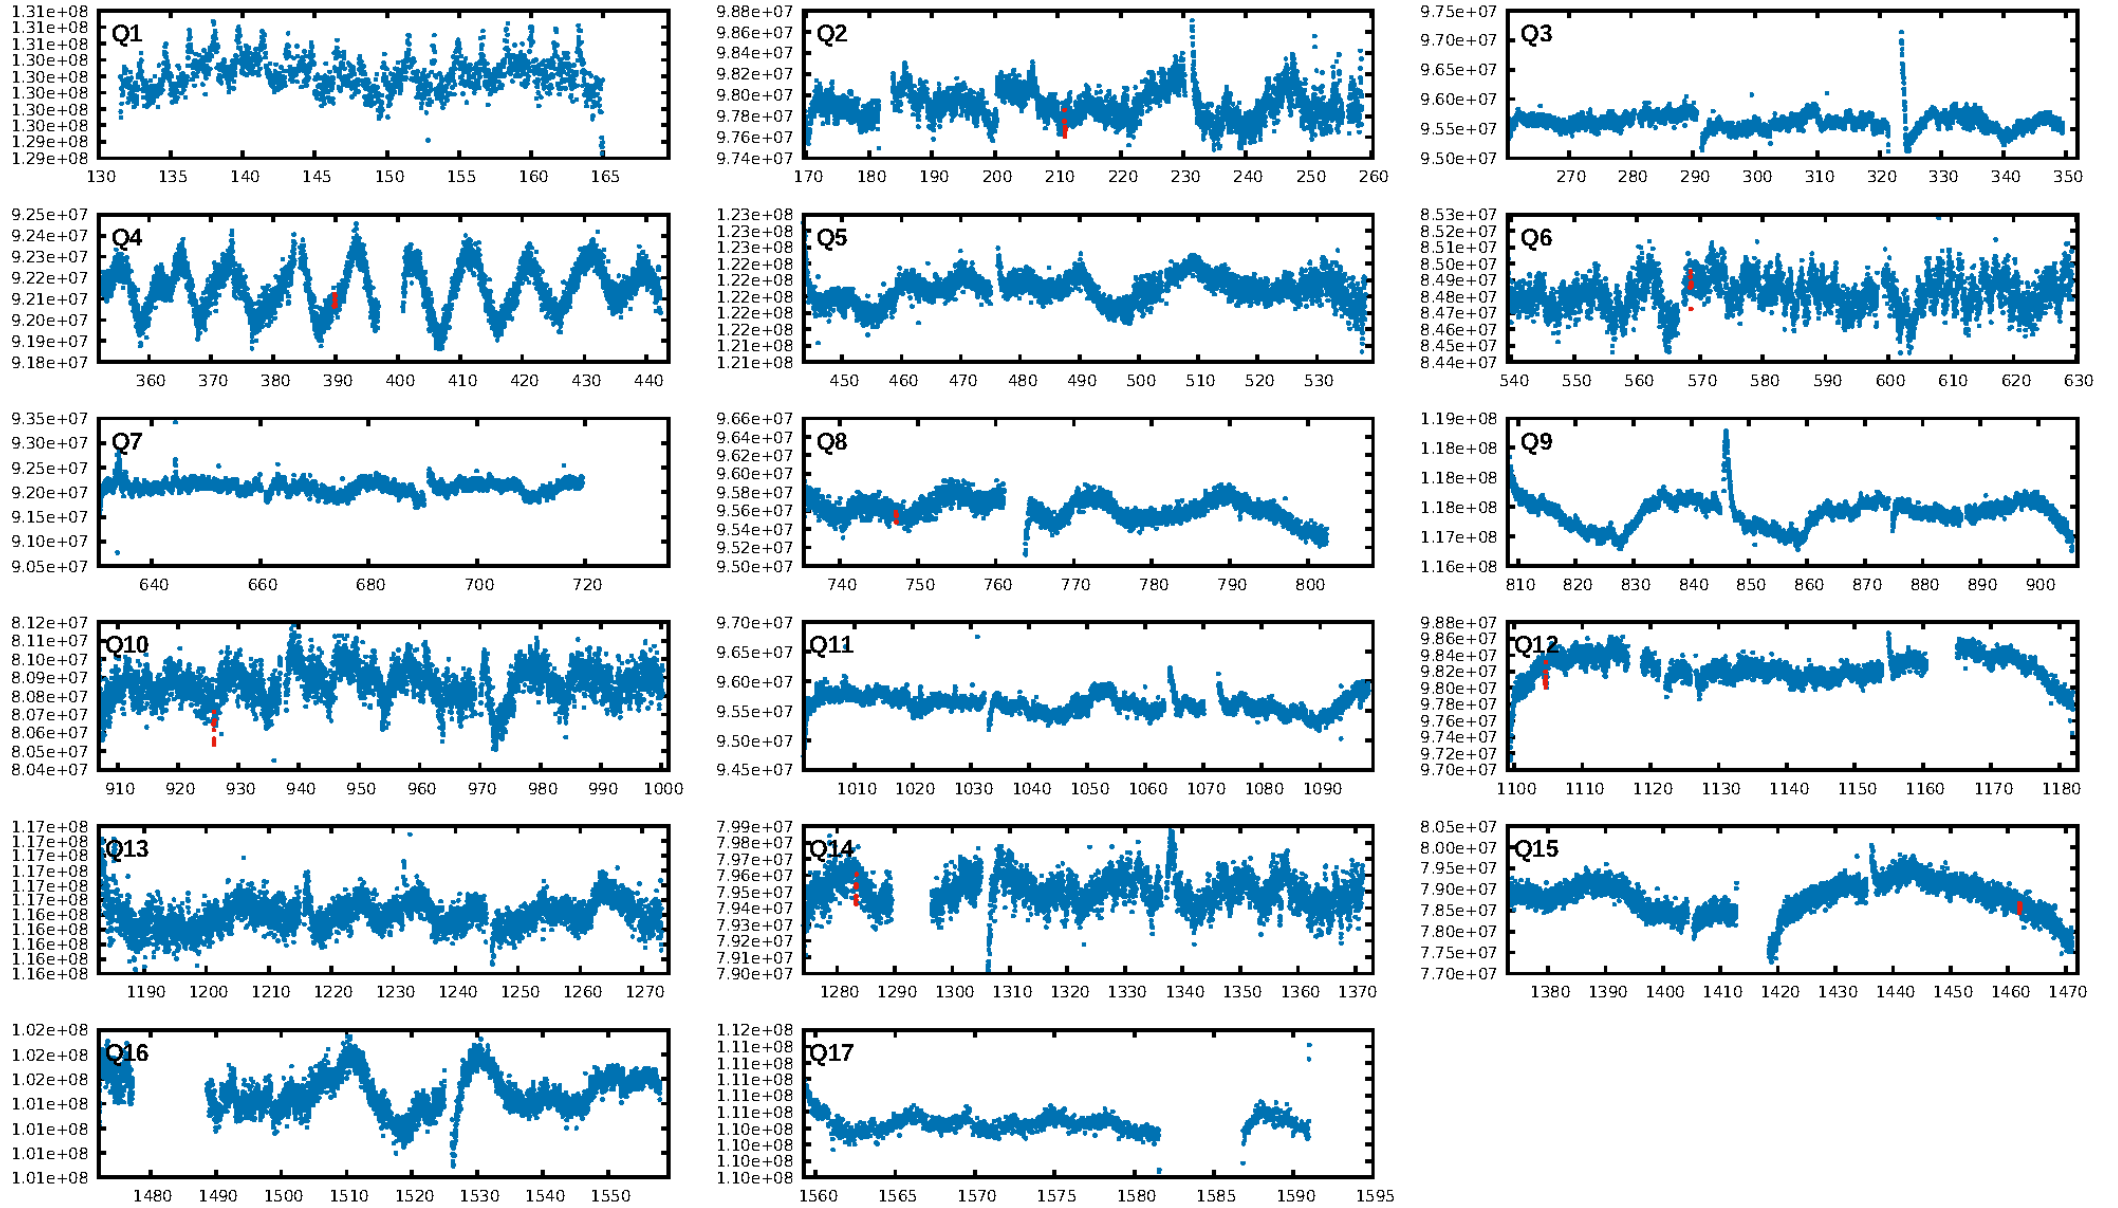 1.31e+08 1.31e+08 1.31e+08 1.30e+08 1.30e+08 1.30e+08 1.30e+08 1.30e+08 1.29e+08 1.29e+08
Q1
130 135 140 145 150 155 160 165
9.88e+07 9.86e+07 9.84e+07 9.82e+07 9.80e+07 9.78e+07 9.76e+07 9.74e+07
Q2
170 180 190 200 210 220 230 240 250 260
9.75e+07 9.70e+07 9.65e+07 9.60e+07 9.55e+07 9.50e+07
Q3
270 280 290 300 310 320 330 340 350
9.25e+07 9.24e+07 9.22e+07 9.21e+07 9.20e+07 9.19e+07 9.18e+07
Q4
360 370 380 390 400 410 420 430 440
1.23e+08 1.23e+08 1.23e+08 1.22e+08 1.22e+08 1.22e+08 1.22e+08 1.22e+08 1.21e+08
Q5
450 460 470 480 490 500 510 520 530
8.53e+07 8.51e+07 8.50e+07 8.49e+07 8.48e+07 8.46e+07 8.45e+07 8.44e+07
Q6
540 550 560 570 580 590 600 610 620 630
9.35e+07 9.30e+07 9.25e+07 9.20e+07 9.15e+07 9.10e+07 9.05e+07
Q7
640 660 680 700 720
9.66e+07 9.64e+07 9.62e+07 9.60e+07 9.58e+07 9.56e+07 9.54e+07 9.52e+07 9.50e+07
Q8
740 750 760 770 780 790 800
1.19e+08 1.18e+08 1.18e+08 1.18e+08 1.17e+08 1.16e+08
Q9
810 820 830 840 850 860 870 880 890 900
8.12e+07 8.11e+07 8.10e+07 8.09e+07 8.08e+07 8.07e+07 8.06e+07 8.05e+07 8.04e+07
Q10
910 920 930 940 950 960 970 980 990 1000
9.70e+07 9.65e+07 9.60e+07 9.55e+07 9.50e+07 9.45e+07
Q11
1010 1020 1030 1040 1050 1060 1070 1080 1090
9.88e+07 9.86e+07 9.84e+07 9.82e+07 9.80e+07 9.78e+07 9.76e+07 9.74e+07 9.72e+07 9.70e+07
Q12
1100 1110 1120 1130 1140 1150 1160 1170 1180
1.17e+08 1.17e+08 1.17e+08 1.17e+08 1.17e+08 1.17e+08 1.16e+08 1.16e+08 1.16e+08 1.16e+08 1.16e+08
Q13
1190 1200 1210 1220 1230 1240 1250 1260 1270
7.99e+07 7.98e+07 7.97e+07 7.96e+07 7.95e+07 7.94e+07 7.93e+07 7.92e+07 7.91e+07 7.90e+07
Q14
1280 1290 1300 1310 1320 1330 1340 1350 1360 1370
8.05e+07 8.00e+07 7.95e+07 7.90e+07 7.85e+07 7.80e+07 7.75e+07 7.70e+07
Q15
1380 1390 1400 1410 1420 1430 1440 1450 1460 1470
1.02e+08 1.02e+08 1.02e+08 1.01e+08 1.01e+08 1.01e+08 1.01e+08
Q16
1480 1490 1500 1510 1520 1530 1540 1550
1.12e+08 1.11e+08 1.11e+08 1.11e+08 1.11e+08 1.11e+08 1.10e+08 1.10e+08 1.10e+08 1.10e+08
Q17
1560 1565 1570 1575 1580 1585 1590 1595